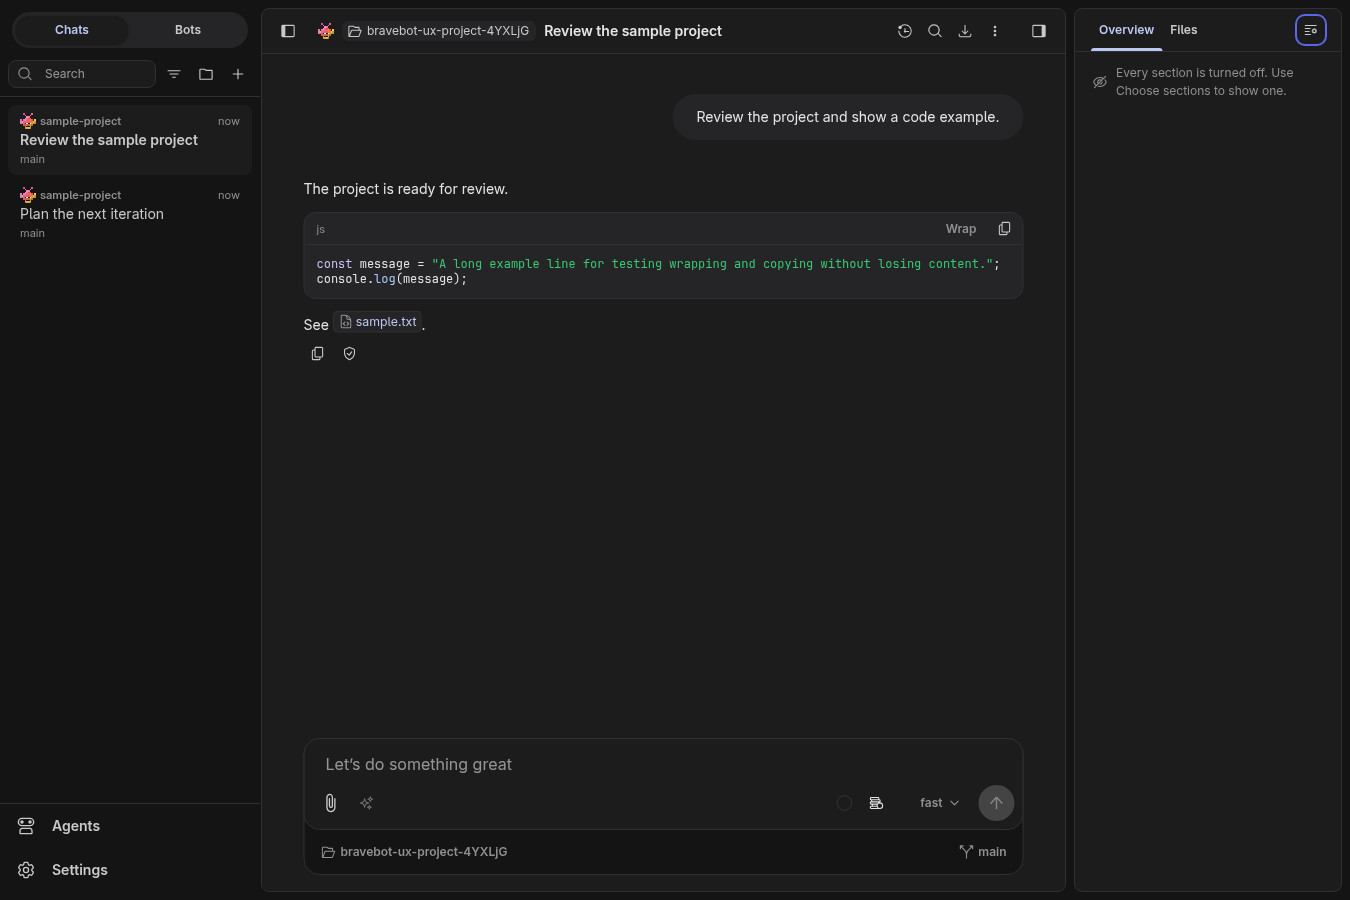 Chats
Bots
Search
sample-project
now
Review the sample project
main
sample-project
now
Plan the next iteration
main
Agents
Settings
bravebot-ux-project-4YXLjG
Review the sample project
Review the project and show a code example.
The project is ready for review.
js
Wrap
const message = "A long example line for testing wrapping and copying without losing content.";
console.log(message);
See sample.txt.
Let's do something great
fast
bravebot-ux-project-4YXLjG
main
Overview
Files
Every section is turned off. Use
Choose sections to show one.